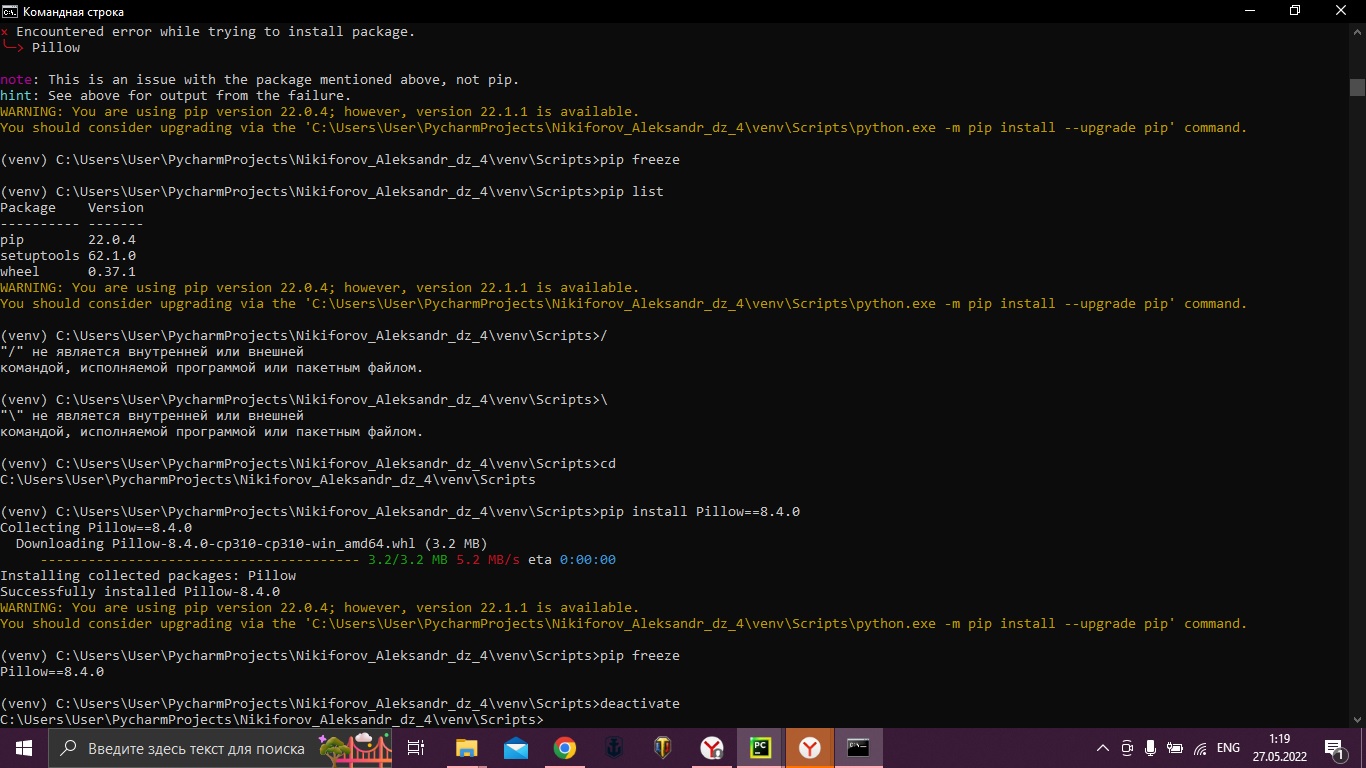 Командная строка
× Encountered error while trying to install package.
╰─> Pillow
note: This is an issue with the package mentioned above, not pip.
hint: See above for output from the failure.
WARNING: You are using pip version 22.0.4; however, version 22.1.1 is available.
You should consider upgrading via the 'C:\Users\User\PycharmProjects\Nikiforov_Aleksandr_dz_4\venv\Scripts\python.exe -m pip install --upgrade pip' command.
(venv) C:\Users\User\PycharmProjects\Nikiforov_Aleksandr_dz_4\venv\Scripts>pip freeze
(venv) C:\Users\User\PycharmProjects\Nikiforov_Aleksandr_dz_4\venv\Scripts>pip list
Package    Version
---------- -------
pip        22.0.4
setuptools 62.1.0
wheel      0.37.1
WARNING: You are using pip version 22.0.4; however, version 22.1.1 is available.
You should consider upgrading via the 'C:\Users\User\PycharmProjects\Nikiforov_Aleksandr_dz_4\venv\Scripts\python.exe -m pip install --upgrade pip' command.
(venv) C:\Users\User\PycharmProjects\Nikiforov_Aleksandr_dz_4\venv\Scripts>/
"/" не является внутренней или внешней
командой, исполняемой программой или пакетным файлом.
(venv) C:\Users\User\PycharmProjects\Nikiforov_Aleksandr_dz_4\venv\Scripts>\
"\" не является внутренней или внешней
командой, исполняемой программой или пакетным файлом.
(venv) C:\Users\User\PycharmProjects\Nikiforov_Aleksandr_dz_4\venv\Scripts>cd
C:\Users\User\PycharmProjects\Nikiforov_Aleksandr_dz_4\venv\Scripts
(venv) C:\Users\User\PycharmProjects\Nikiforov_Aleksandr_dz_4\venv\Scripts>pip install Pillow==8.4.0
Collecting Pillow==8.4.0
  Downloading Pillow-8.4.0-cp310-cp310-win_amd64.whl (3.2 MB)
     ---------------------------------------- 3.2/3.2 MB 5.2 MB/s eta 0:00:00
Installing collected packages: Pillow
Successfully installed Pillow-8.4.0
WARNING: You are using pip version 22.0.4; however, version 22.1.1 is available.
You should consider upgrading via the 'C:\Users\User\PycharmProjects\Nikiforov_Aleksandr_dz_4\venv\Scripts\python.exe -m pip install --upgrade pip' command.
(venv) C:\Users\User\PycharmProjects\Nikiforov_Aleksandr_dz_4\venv\Scripts>pip freeze
Pillow==8.4.0
(venv) C:\Users\User\PycharmProjects\Nikiforov_Aleksandr_dz_4\venv\Scripts>deactivate
C:\Users\User\PycharmProjects\Nikiforov_Aleksandr_dz_4\venv\Scripts>
Введите здесь текст для поиска
PC
ENG
1:19
27.05.2022
1